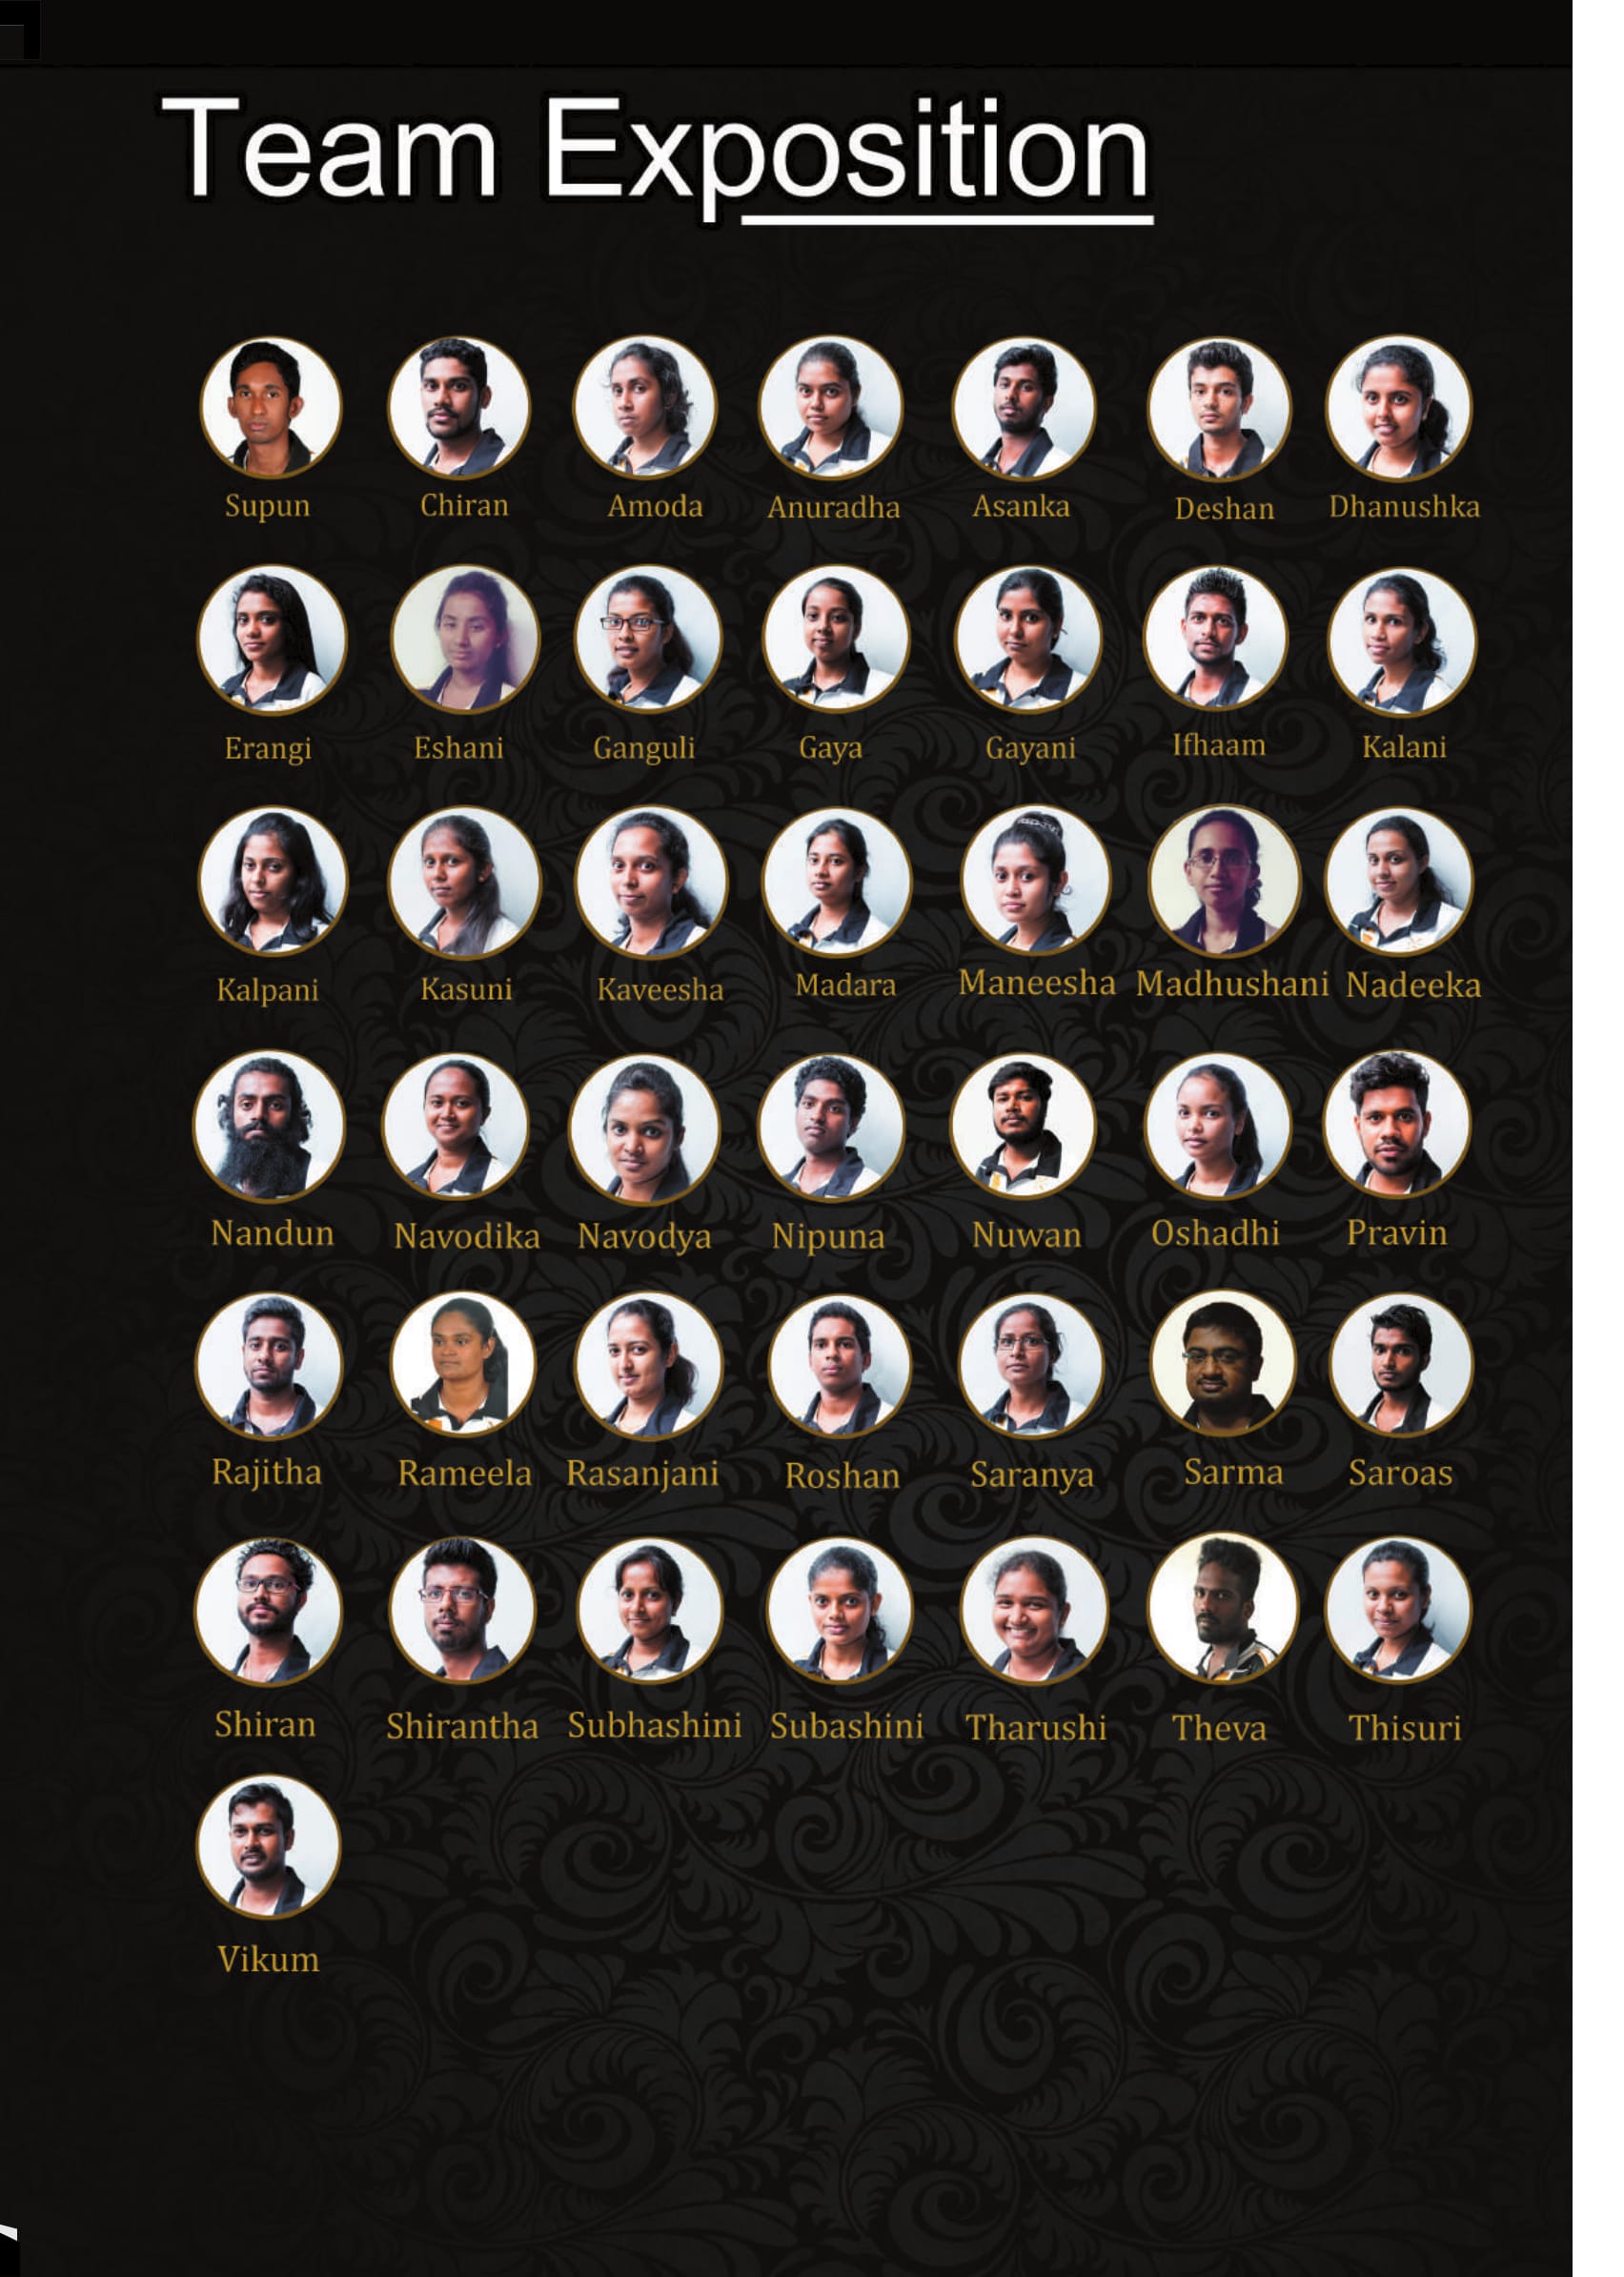 Team Exposition
Supun Chiran Amoda Anuradha Asanka Deshan Dhanushka
Erangi Eshani Ganguli Gaya Gayani Ifhaam Kalani
Kalpani Kasuni Kaveesha Madara Maneesha Madhushani Nadeeka
Nandun Navodika Navodya Nipuna Nuwan Oshadhi Pravin
Rajitha Rameela Rasanjani Roshan Saranya Sarma Saroas
Shiran Shirantha Subhashini Subashini Tharushi Theva Thisuri
Vikum